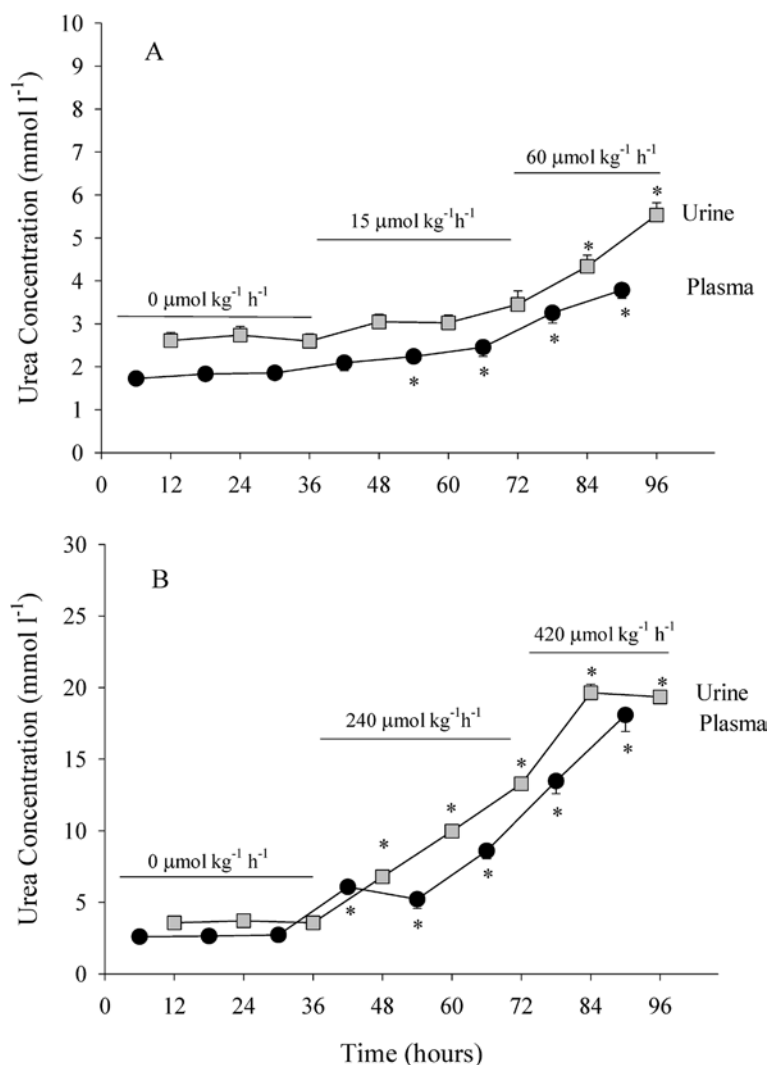 A
Urea Concentration (mmol l⁻¹)
10
9
8
7
6
5
4
3
2
1
0
60 μmol kg⁻¹ h⁻¹
15 μmol kg⁻¹h⁻¹
0 μmol kg⁻¹ h⁻¹
* * * * * *
Urine
Plasma
0 12 24 36 48 60 72 84 96
B
Urea Concentration (mmol l⁻¹)
30
25
20
15
10
5
0
420 μmol kg⁻¹ h⁻¹
240 μmol kg⁻¹h⁻¹
0 μmol kg⁻¹ h⁻¹
* * * * * * * * * *
Urine
Plasma
0 12 24 36 48 60 72 84 96
Time (hours)